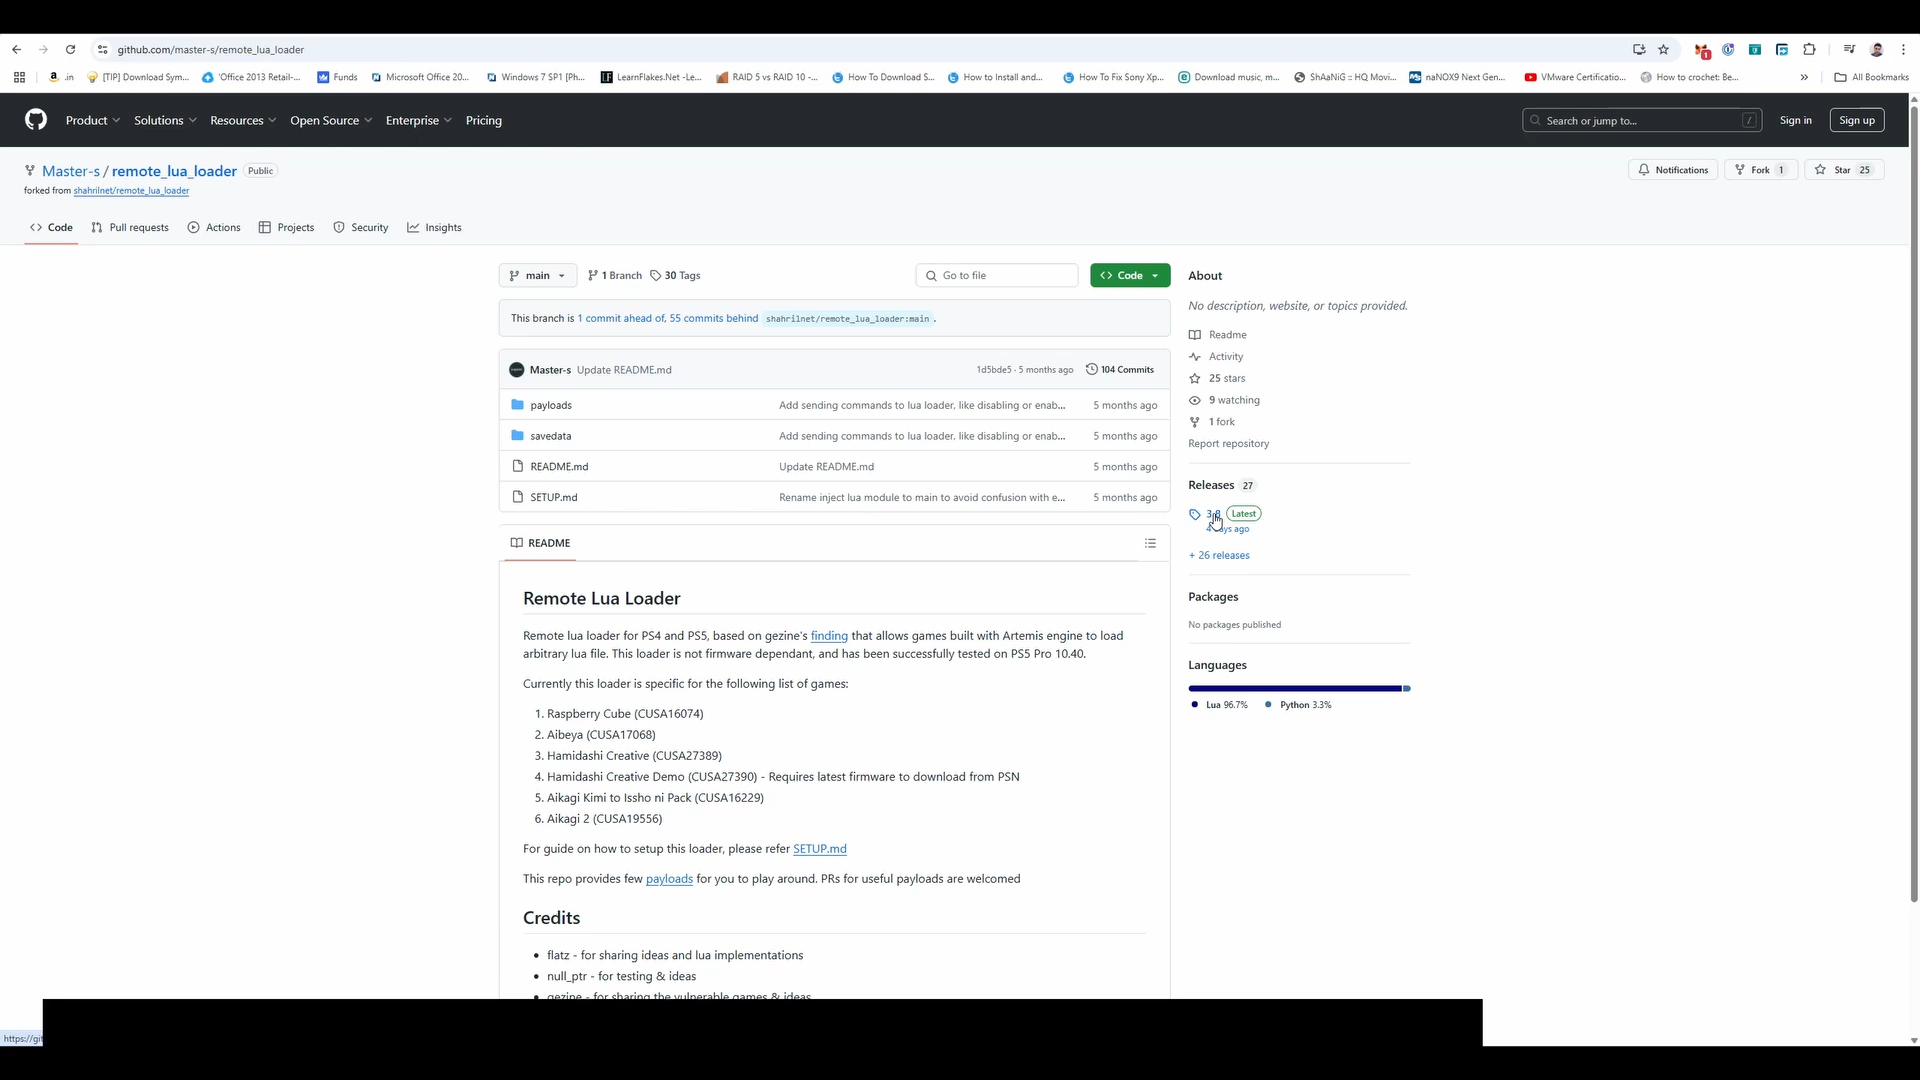 github.com/master-s/remote_lua_loader
.in
[TIP] Download Sym...
'Office 2013 Retail-...
Funds
Microsoft Office 20...
Windows 7 SP1 [Ph...
LearnFlakes.Net -Le...
RAID 5 vs RAID 10 -...
How To Download S...
How to Install and...
How To Fix Sony Xp...
Download music, m...
ShAaNiG :: HQ Movi...
naNOX9 Next Gen...
VMware Certificatio...
How to crochet: Be...
All Bookmarks
Product
Solutions
Resources
Open Source
Enterprise
Pricing
Search or jump to...
/
Sign in
Sign up
Master-s / remote_lua_loader Public
forked from shahrilnet/remote_lua_loader
Notifications
Fork 1
Star 25
Code
Pull requests
Actions
Projects
Security
Insights
main
1 Branch
30 Tags
Go to file
Code
This branch is 1 commit ahead of, 55 commits behind shahrilnet/remote_lua_loader:main .
Master-s Update README.md 1d5bde5 · 5 months ago 104 Commits
payloads Add sending commands to lua loader, like disabling or enab... 5 months ago
savedata Add sending commands to lua loader, like disabling or enab... 5 months ago
README.md Update README.md 5 months ago
SETUP.md Rename inject lua module to main to avoid confusion with e... 5 months ago
README
Remote Lua Loader
Remote lua loader for PS4 and PS5, based on gezine's finding that allows games built with Artemis engine to load
arbitrary lua file. This loader is not firmware dependant, and has been successfully tested on PS5 Pro 10.40.
Currently this loader is specific for the following list of games:
1. Raspberry Cube (CUSA16074)
2. Aibeya (CUSA17068)
3. Hamidashi Creative (CUSA27389)
4. Hamidashi Creative Demo (CUSA27390) - Requires latest firmware to download from PSN
5. Aikagi Kimi to Issho ni Pack (CUSA16229)
6. Aikagi 2 (CUSA19556)
For guide on how to setup this loader, please refer SETUP.md
This repo provides few payloads for you to play around. PRs for useful payloads are welcomed
Credits
flatz - for sharing ideas and lua implementations
null_ptr - for testing & ideas
gezine - for sharing the vulnerable games & ideas
About
No description, website, or topics provided.
Readme
Activity
25 stars
9 watching
1 fork
Report repository
Releases 27
Latest
ago
+ 26 releases
Packages
No packages published
Languages
Lua 96.7%
Python 3.3%
https://git